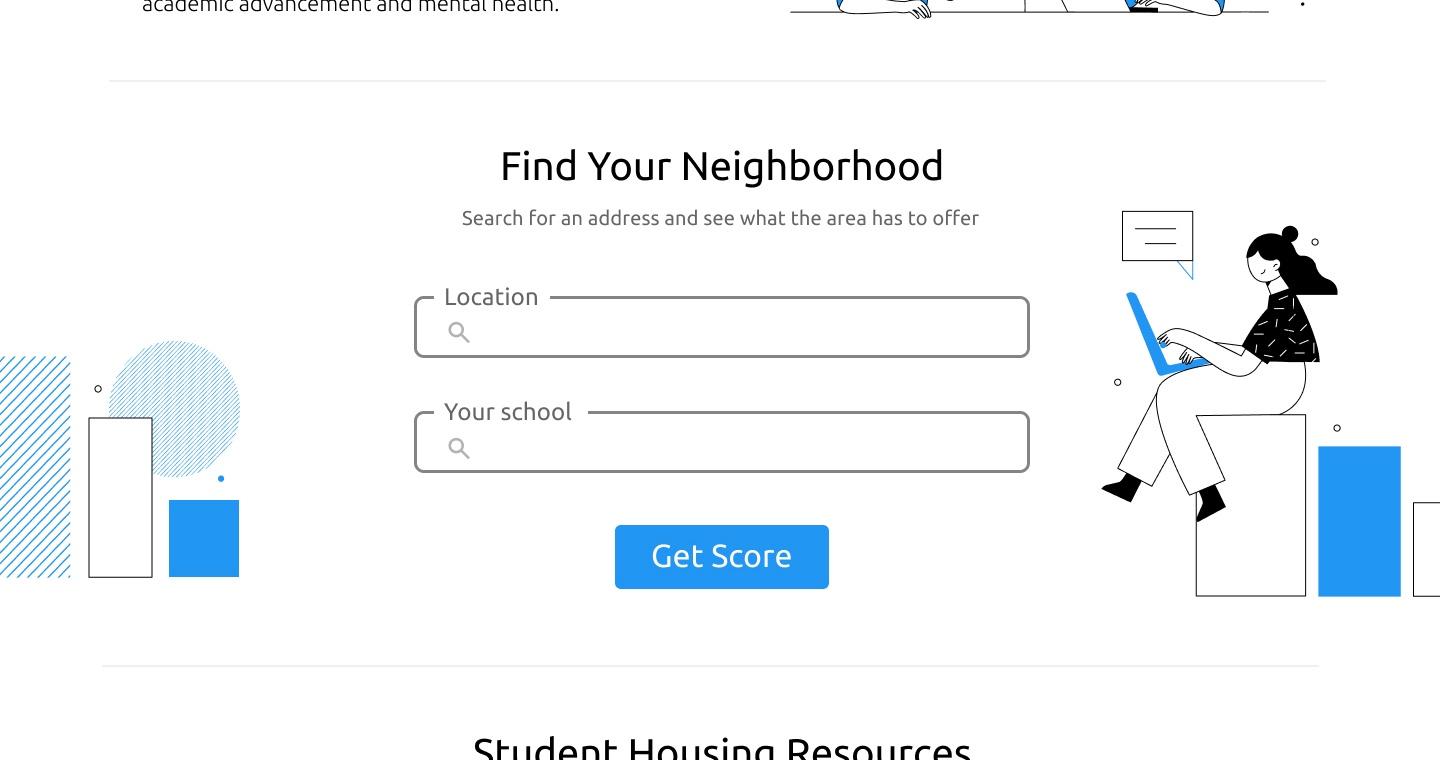 academic advancement and mental health.
Find Your Neighborhood
Search for an address and see what the area has to offer
Location
Your school
Get Score
Student Housing Resources